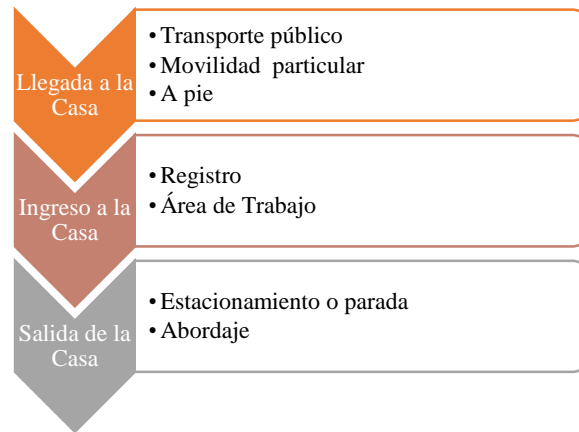 Llegada a la
Casa
• Transporte público
• Movilidad  particular
• A pie
Ingreso a la
Casa
• Registro
• Área de Trabajo
Salida de la
Casa
• Estacionamiento o parada
• Abordaje